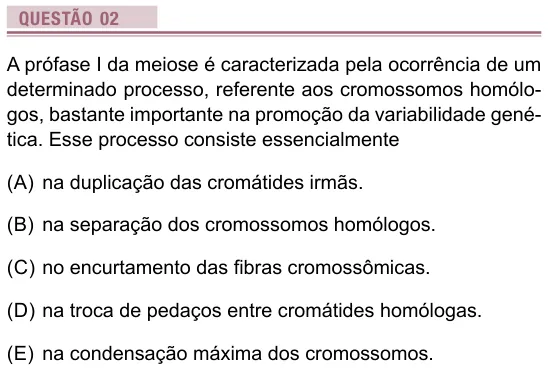 QUESTÃO 02
A prófase I da meiose é caracterizada pela ocorrência de um
determinado processo, referente aos cromossomos homólo-
gos, bastante importante na promoção da variabilidade gené-
tica. Esse processo consiste essencialmente
(A) na duplicação das cromátides irmãs.
(B) na separação dos cromossomos homólogos.
(C) no encurtamento das fibras cromossômicas.
(D) na troca de pedaços entre cromátides homólogas.
(E) na condensação máxima dos cromossomos.